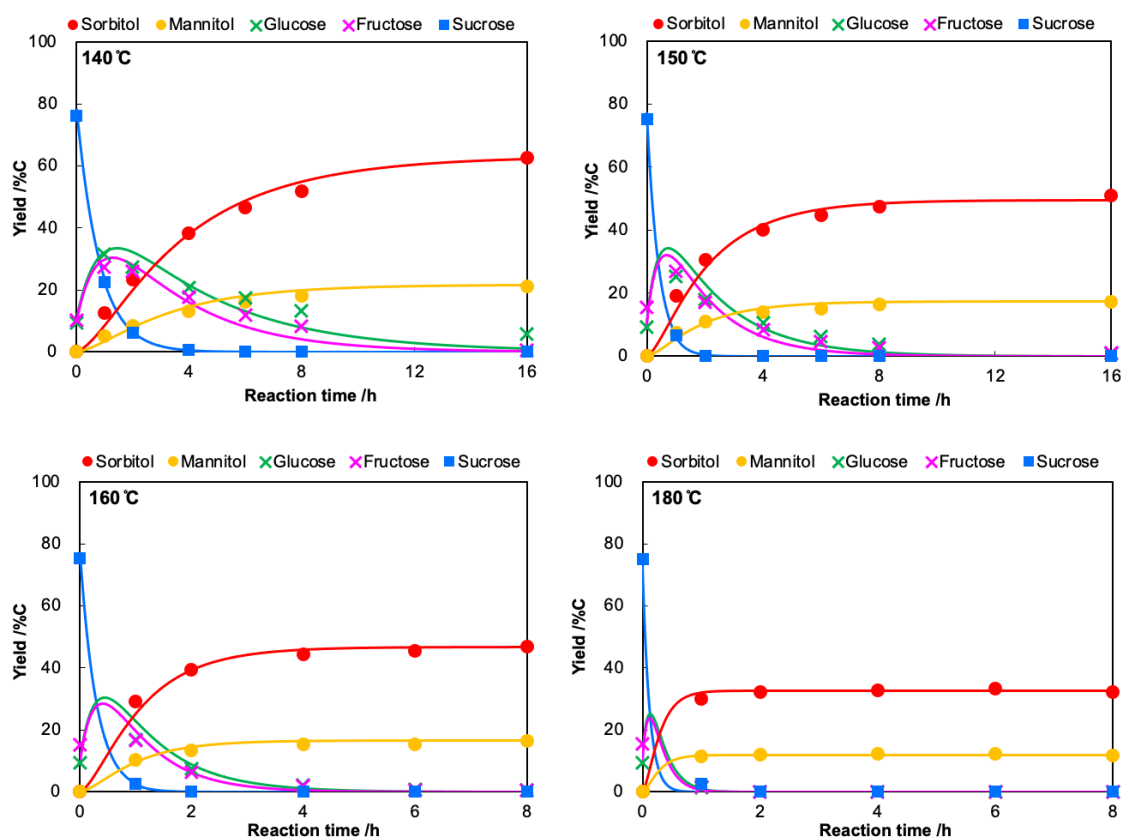 Sorbitol Mannitol Glucose Fructose Sucrose
140℃
100
80
60
40
20
0
Yield /%C
0 4 8 12 16
Reaction time /h
Sorbitol Mannitol Glucose Fructose Sucrose
150℃
100
80
60
40
20
0
Yield /%C
0 4 8 12 16
Reaction time /h
Sorbitol Mannitol Glucose Fructose Sucrose
160℃
100
80
60
40
20
0
Yield /%C
0 2 4 6 8
Reaction time /h
Sorbitol Mannitol Glucose Fructose Sucrose
180℃
100
80
60
40
20
0
Yield /%C
0 2 4 6 8
Reaction time /h